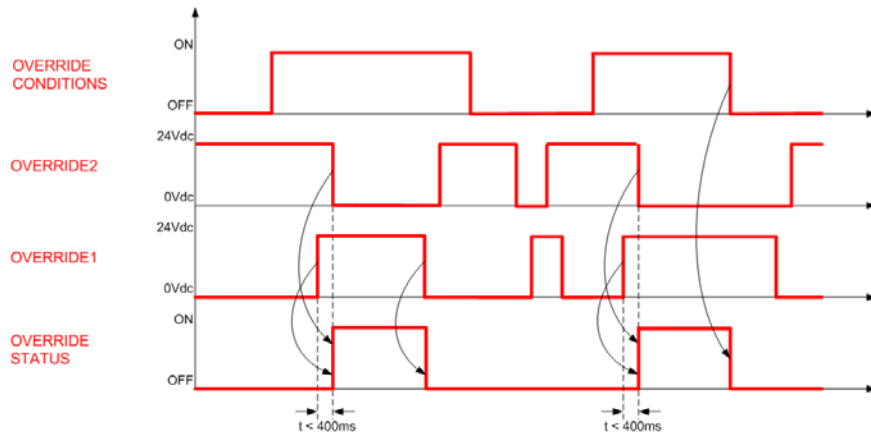 ON
OVERRIDE
CONDITIONS
OFF
24Vdc
OVERRIDE2
0Vdc
24Vdc
OVERRIDE1
0Vdc
ON
OVERRIDE
STATUS
OFF
t < 400ms
t < 400ms